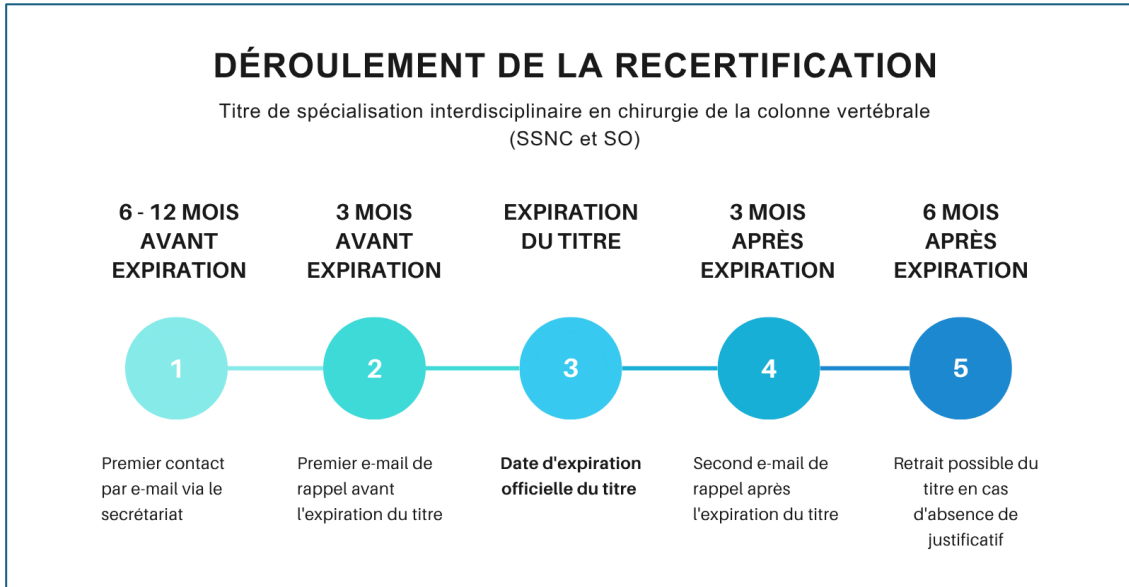 DÉROULEMENT DE LA RECERTIFICATION
Titre de spécialisation interdisciplinaire en chirurgie de la colonne vertébrale
(SSNC et SO)
6 - 12 MOIS
AVANT
EXPIRATION
3 MOIS
AVANT
EXPIRATION
EXPIRATION
DU TITRE
3 MOIS
APRÈS
EXPIRATION
6 MOIS
APRÈS
EXPIRATION
1
2
3
4
5
Premier contact
par e-mail via le
secrétariat
Premier e-mail de
rappel avant
l'expiration du titre
Date d'expiration
officielle du titre
Second e-mail de
rappel après
l'expiration du titre
Retrait possible du
titre en cas
d'absence de
justificatif